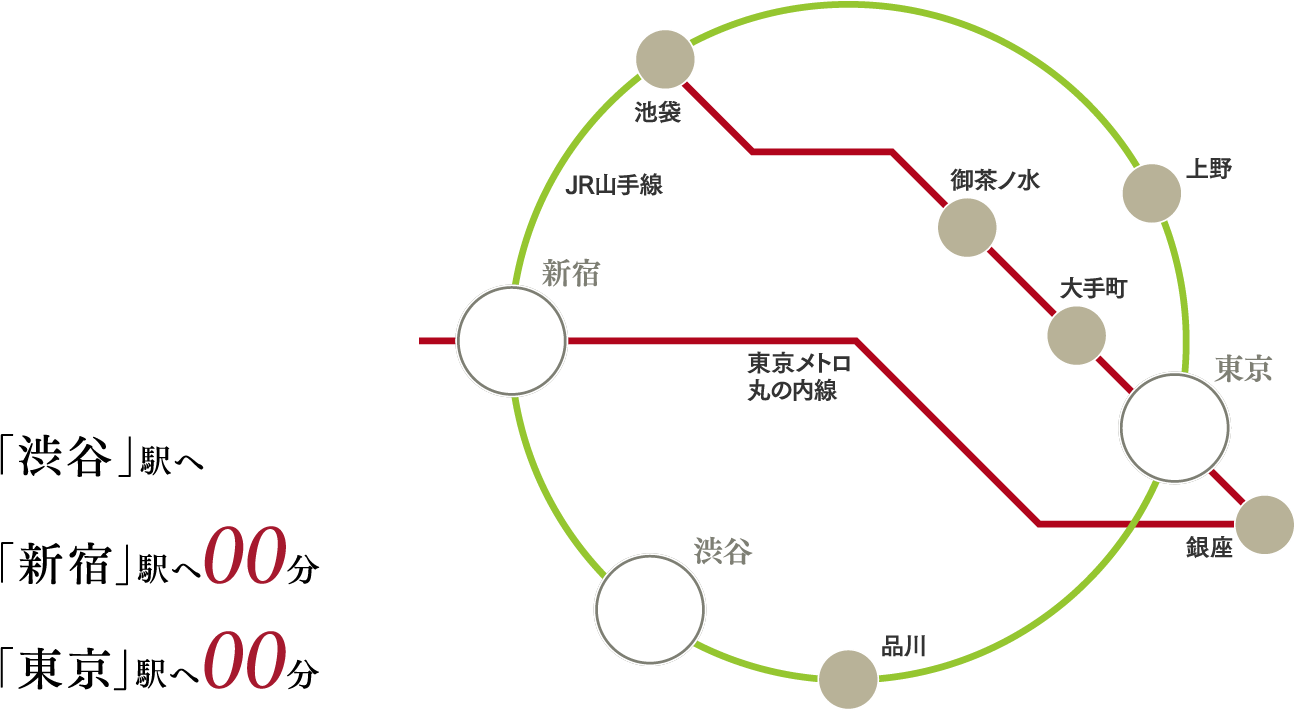 池袋
JR山手線
御茶ノ水
上野
新宿
大手町
東京メトロ
丸の内線
東京
「渋谷」駅へ
「新宿」駅へ00分
「東京」駅へ00分
渋谷
銀座
品川